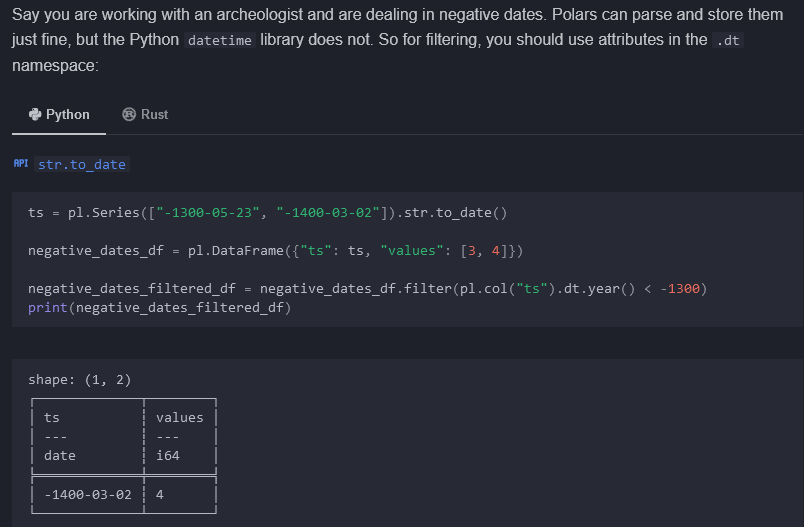 Say you are working with an archeologist and are dealing in negative dates. Polars can parse and store them
just fine, but the Python datetime library does not. So for filtering, you should use attributes in the .dt
namespace:
Python Rust
API str.to_date
ts = pl.Series(["-1300-05-23", "-1400-03-02"]).str.to_date()
negative_dates_df = pl.DataFrame({"ts": ts, "values": [3, 4]})
negative_dates_filtered_df = negative_dates_df.filter(pl.col("ts").dt.year() < -1300)
print(negative_dates_filtered_df)
shape: (1, 2)
ts values
--- ---
date i64
-1400-03-02 4